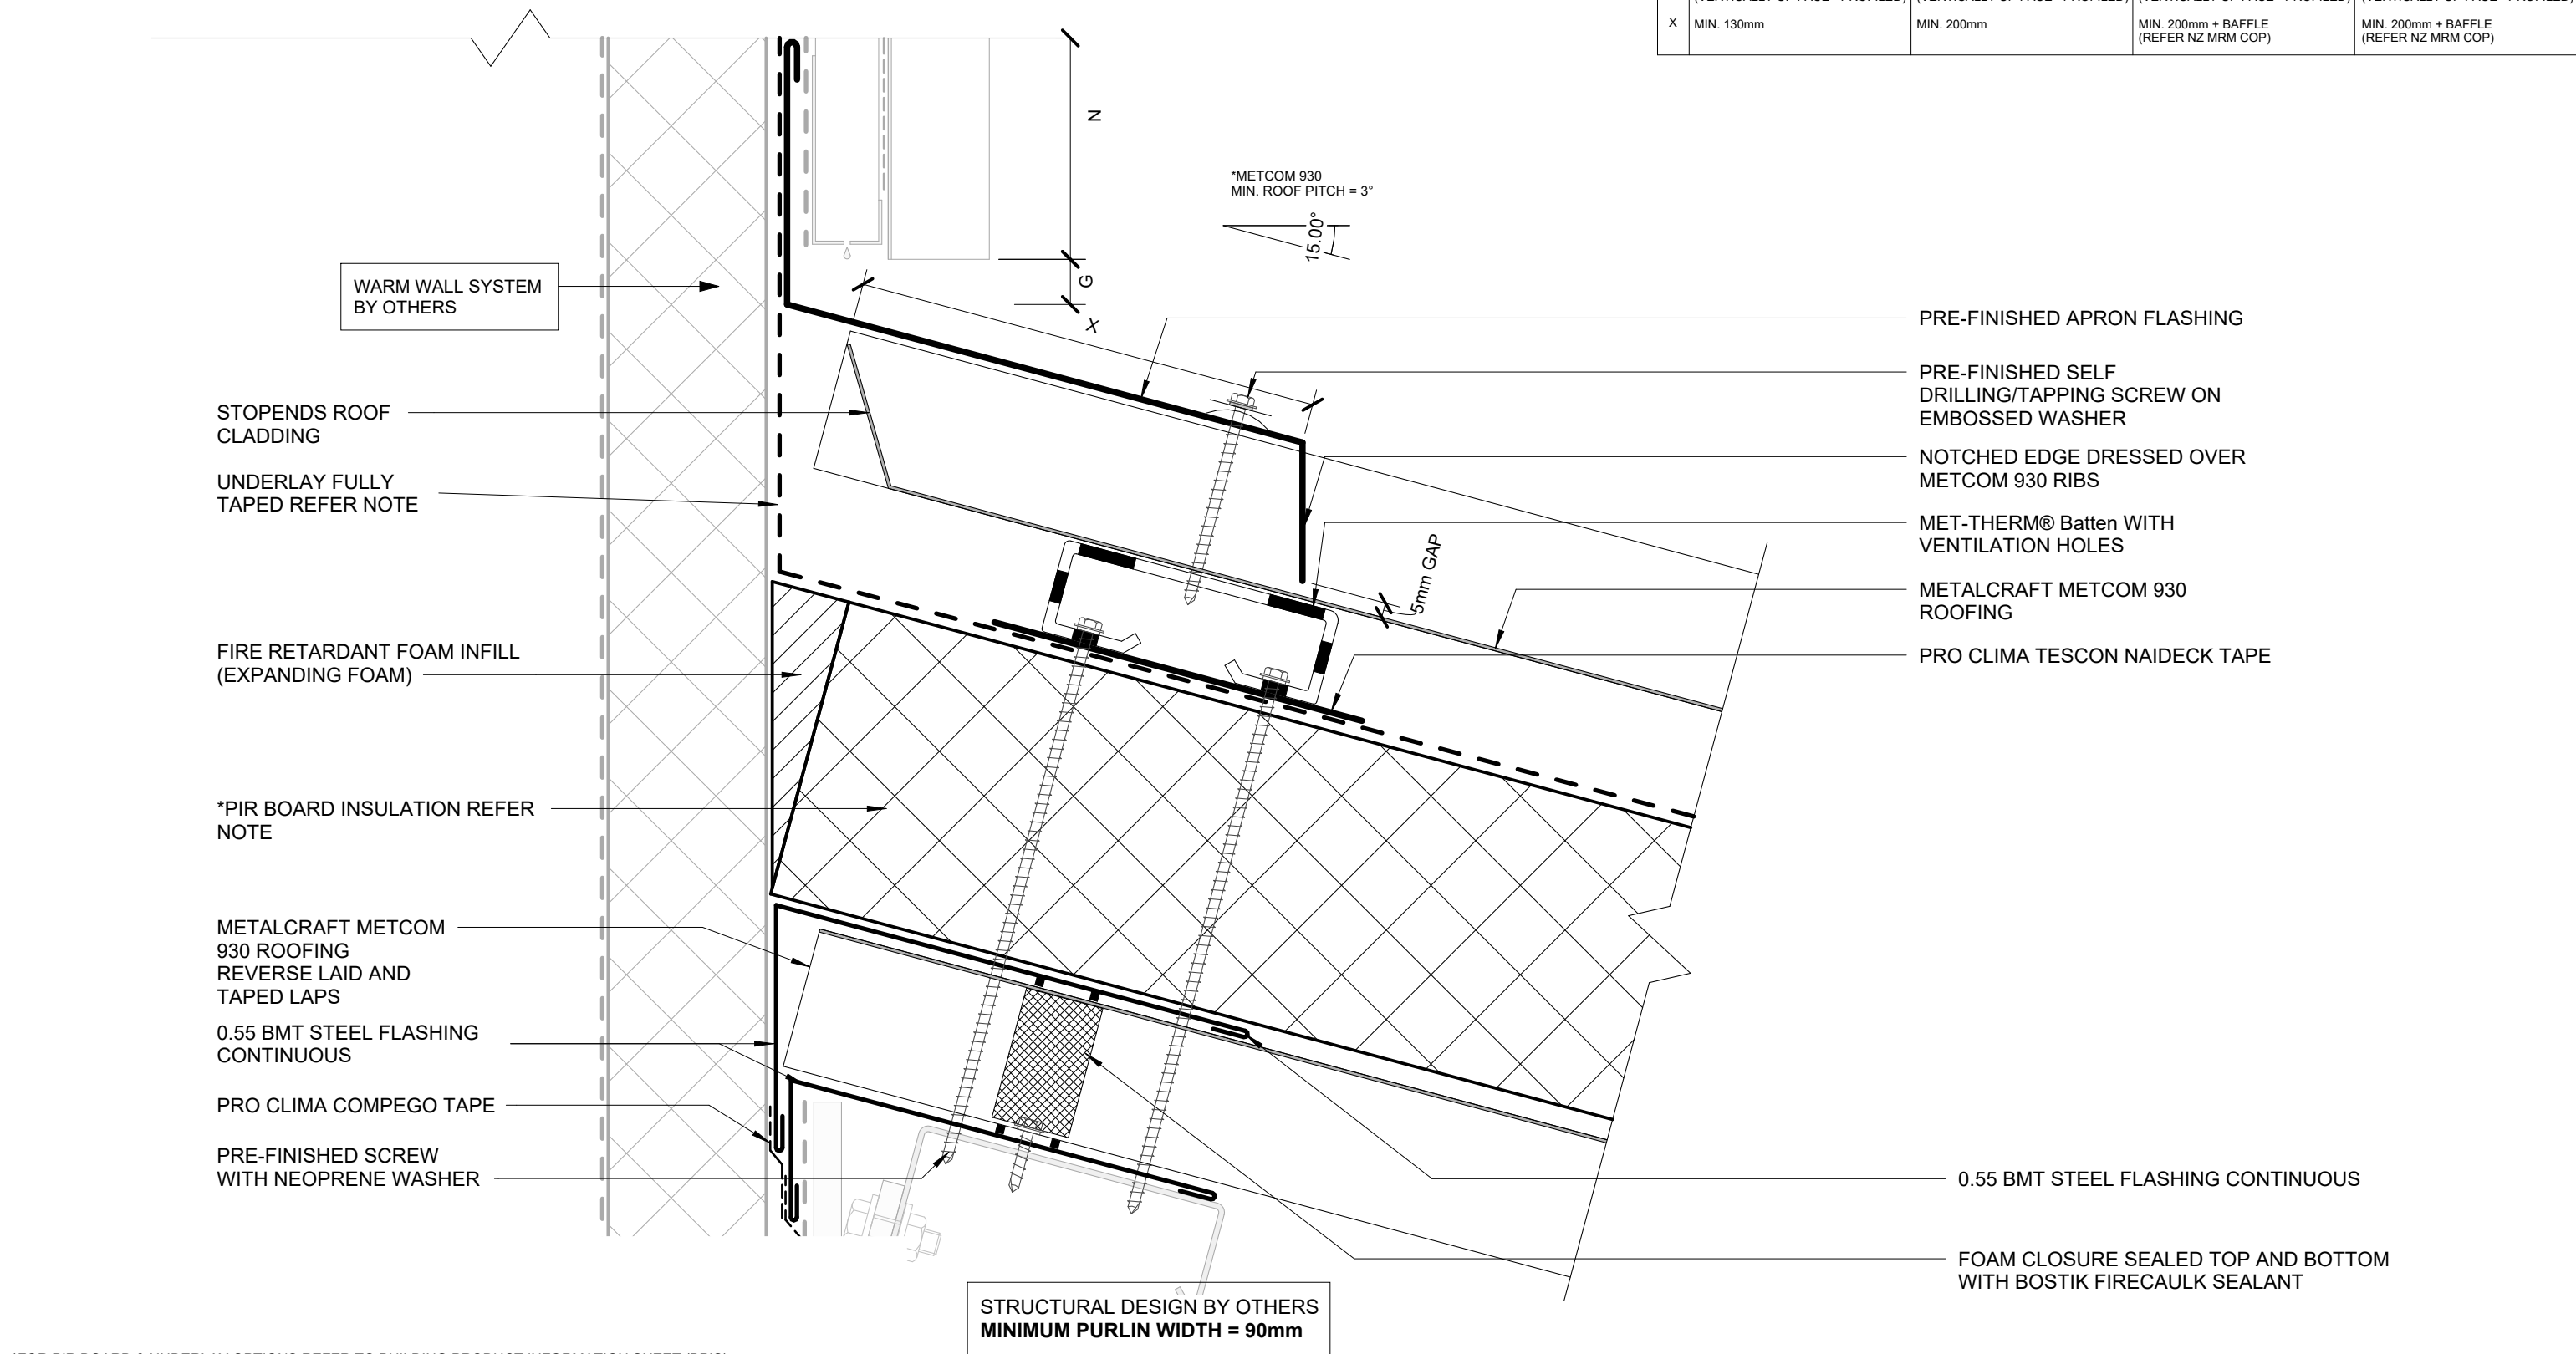 X
MIN. 130mm
MIN. 200mm
MIN. 200mm + BAFFLE
(REFER NZ MRM COP)
MIN. 200mm + BAFFLE
(REFER NZ MRM COP)
N
G
X
*METCOM 930
MIN. ROOF PITCH = 3°
15.00°
WARM WALL SYSTEM
BY OTHERS
STOPENDS ROOF
CLADDING
UNDERLAY FULLY
TAPED REFER NOTE
FIRE RETARDANT FOAM INFILL
(EXPANDING FOAM)
*PIR BOARD INSULATION REFER
NOTE
METALCRAFT METCOM
930 ROOFING
REVERSE LAID AND
TAPED LAPS
0.55 BMT STEEL FLASHING
CONTINUOUS
PRO CLIMA COMPEGO TAPE
PRE-FINISHED SCREW
WITH NEOPRENE WASHER
PRE-FINISHED APRON FLASHING
PRE-FINISHED SELF
DRILLING/TAPPING SCREW ON
EMBOSSED WASHER
NOTCHED EDGE DRESSED OVER
METCOM 930 RIBS
MET-THERM® Batten WITH
VENTILATION HOLES
5mm GAP
METALCRAFT METCOM 930
ROOFING
PRO CLIMA TESCON NAIDECK TAPE
0.55 BMT STEEL FLASHING CONTINUOUS
FOAM CLOSURE SEALED TOP AND BOTTOM
WITH BOSTIK FIRECAULK SEALANT
STRUCTURAL DESIGN BY OTHERS
MINIMUM PURLIN WIDTH = 90mm